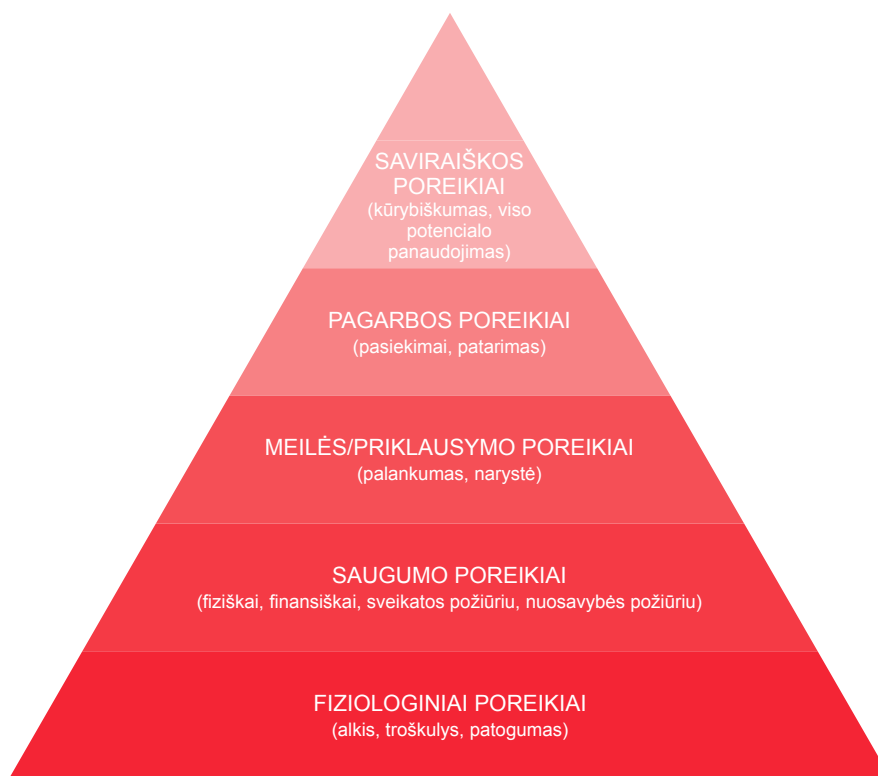 SAVIRAIŠKOS
POREIKIAI
(kūrybiškumas, viso
potencialo
panaudojimas)
PAGARBOS POREIKIAI
(pasiekimai, patarimas)
MEILĖS/PRIKLAUSYMO POREIKIAI
(palankumas, narystė)
SAUGUMO POREIKIAI
(fiziškai, finansiškai, sveikatos požiūriu, nuosavybės požiūriu)
FIZIOLOGINIAI POREIKIAI
(alkis, troškulys, patogumas)